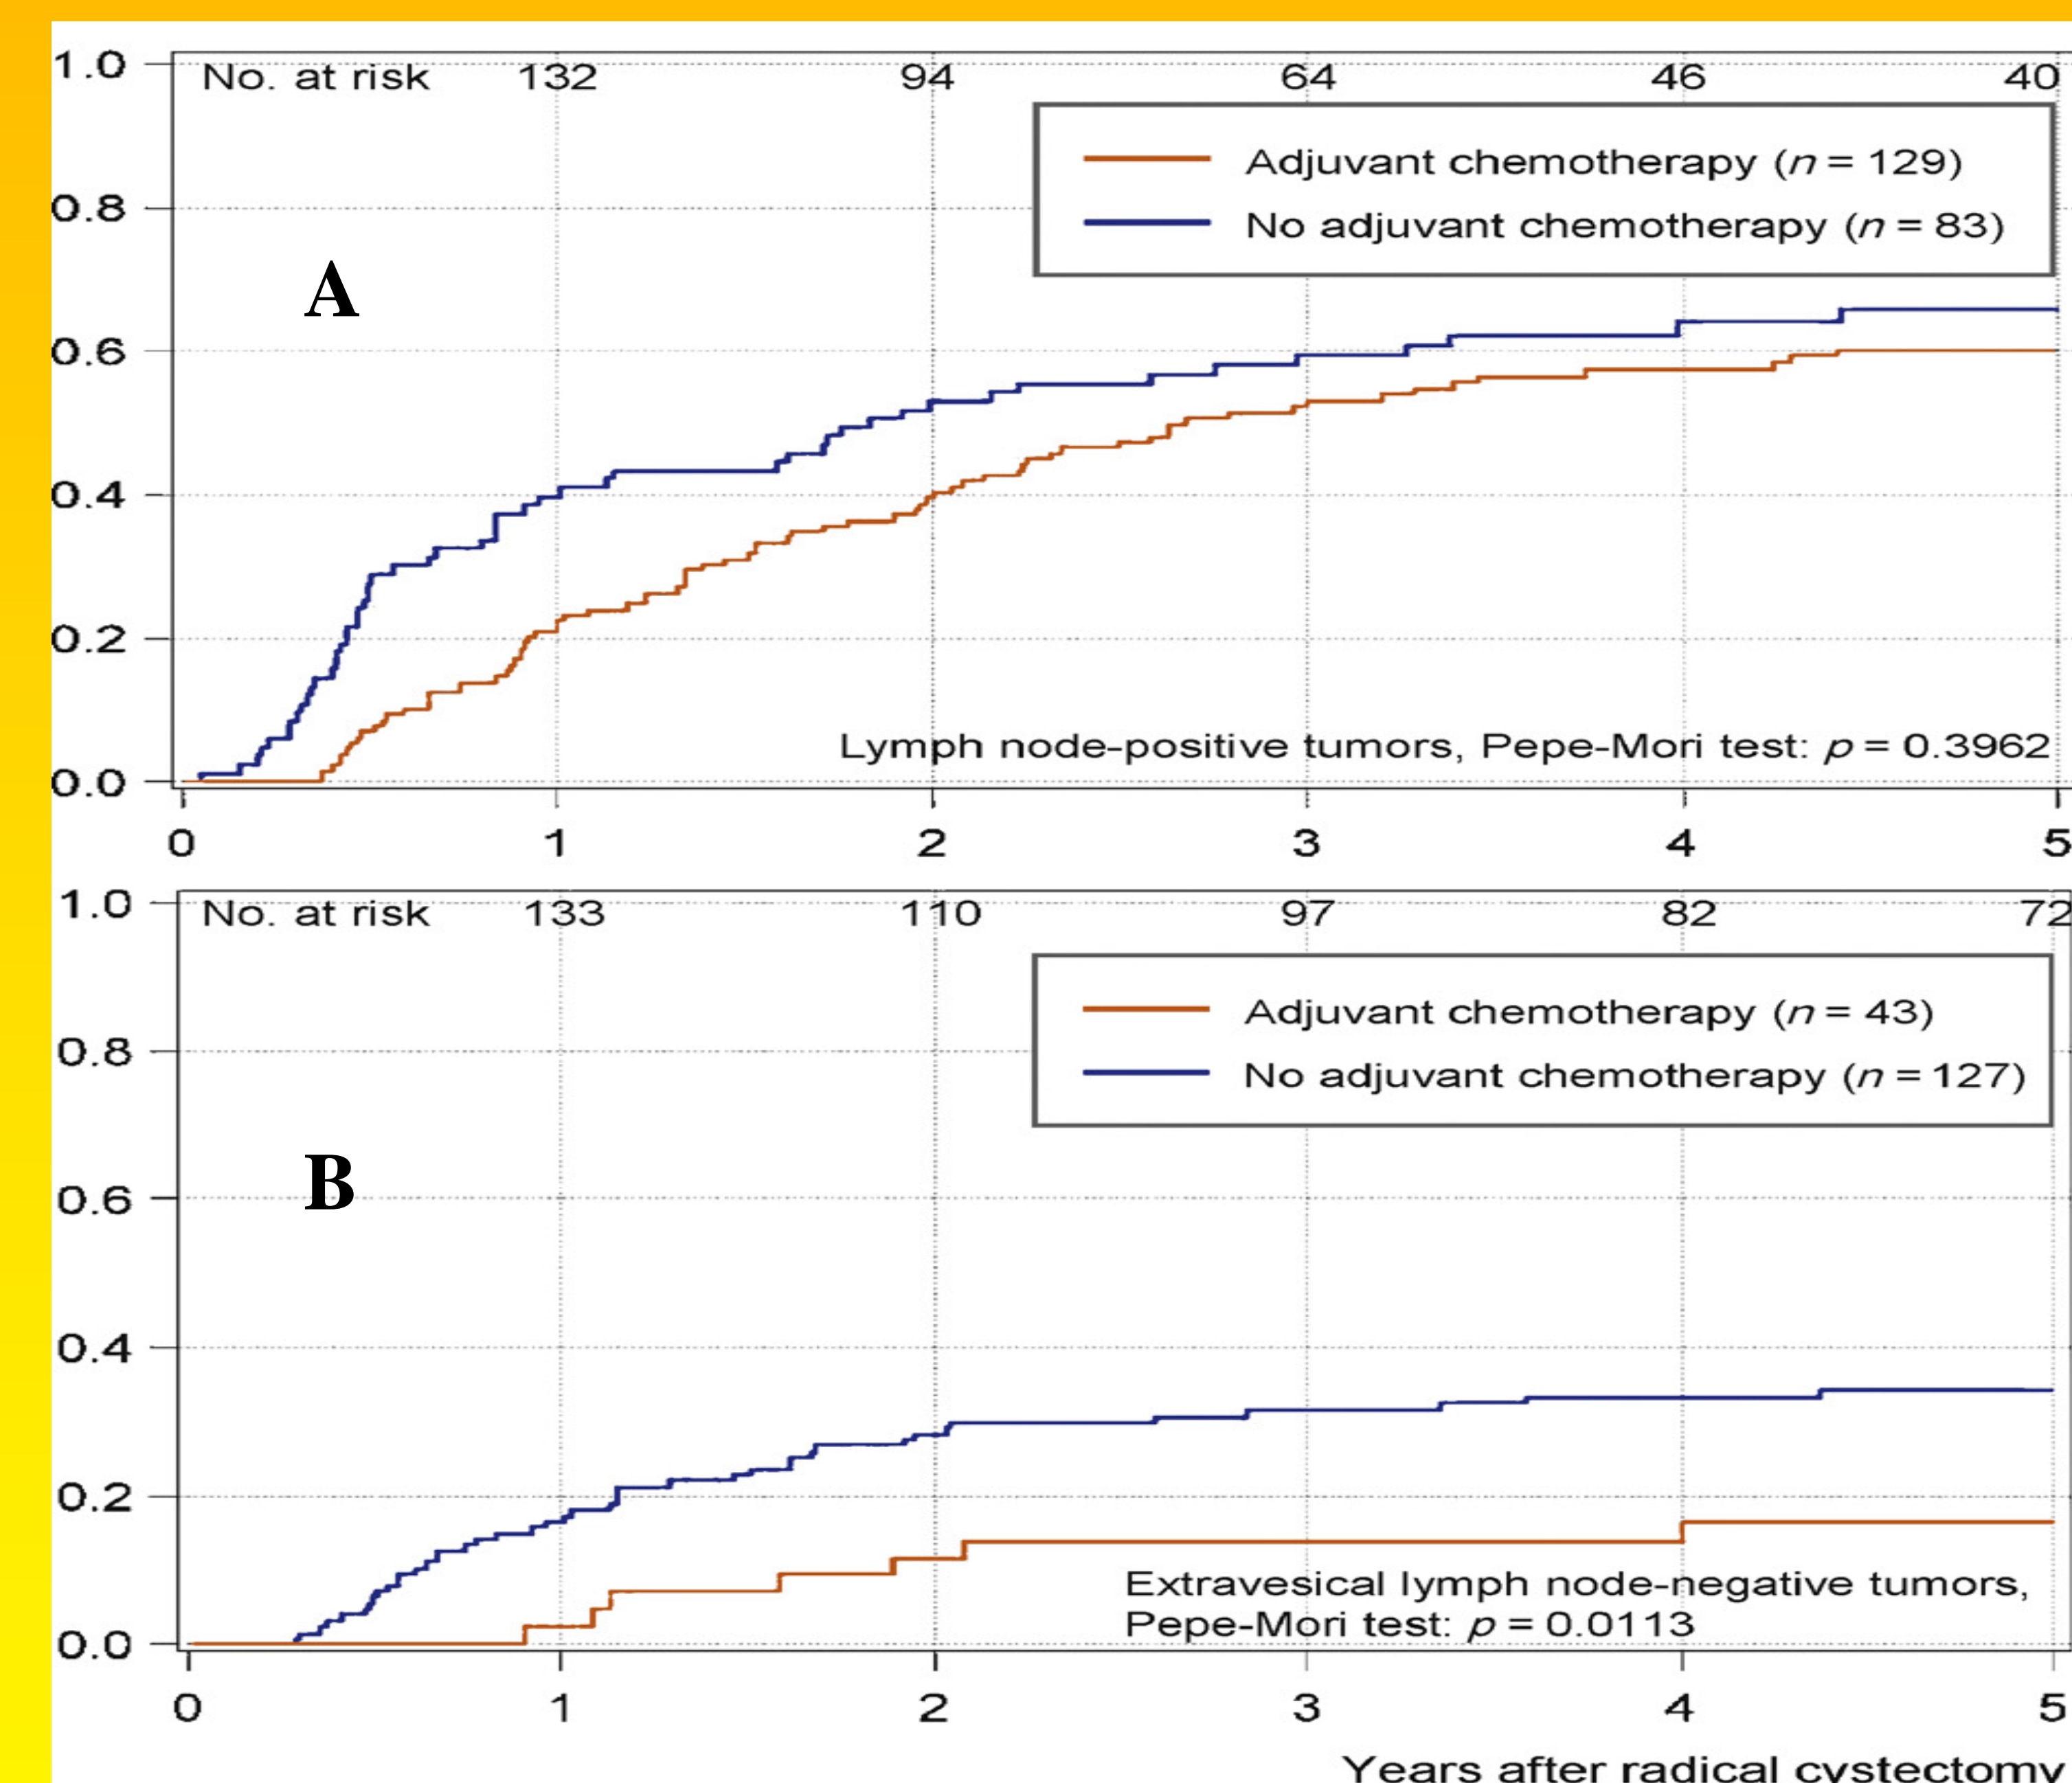 1.0
No. at risk 132 94 64 46 40
Adjuvant chemotherapy (n = 129)
0.8
No adjuvant chemotherapy (n = 83)
A
0.6
0.4
0.2
Lymph node-positive tumors, Pepe-Mori test: p = 0.3962
0.0
0 1 2 3 4 5
1.0
No. at risk 133 110 97 82 72
Adjuvant chemotherapy (n = 43)
0.8
No adjuvant chemotherapy (n = 127)
B
0.6
0.4
0.2
Extravesical lymph node-negative tumors,
Pepe-Mori test: p = 0.0113
0.0
0 1 2 3 4 5
Years after radical cystectomy